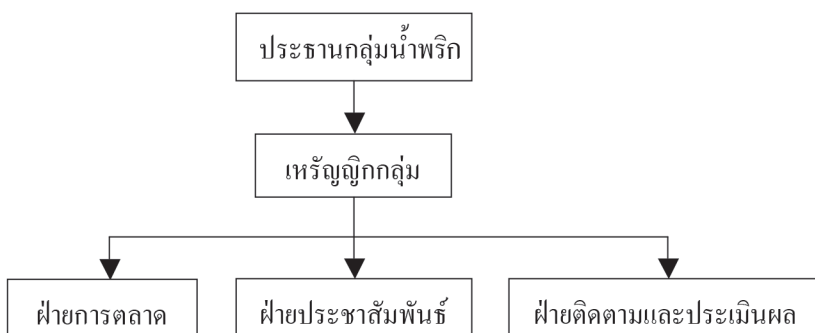 ประธานกลุ่มน้ำพริก
เหรัญญิกกลุ่ม
ฝ่ายการตลาด
ฝ่ายประชาสัมพันธ์
ฝ่ายติดตามและประเมินผล